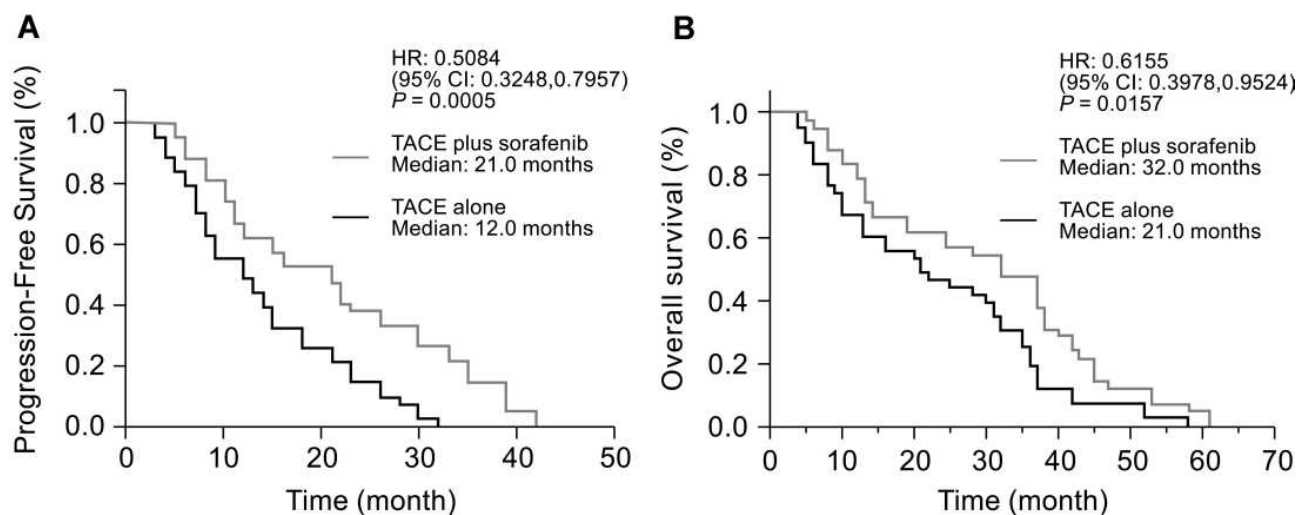 A
HR: 0.5084
(95% CI: 0.3248,0.7957)
P = 0.0005
TACE plus sorafenib
Median: 21.0 months
TACE alone
Median: 12.0 months
Progression-Free Survival (%)
1.0
0.8
0.6
0.4
0.2
0.0
0 10 20 30 40 50
Time (month)
B
HR: 0.6155
(95% CI: 0.3978,0.9524)
P = 0.0157
TACE plus sorafenib
Median: 32.0 months
TACE alone
Median: 21.0 months
Overall survival (%)
1.0
0.8
0.6
0.4
0.2
0.0
0 10 20 30 40 50 60 70
Time (month)